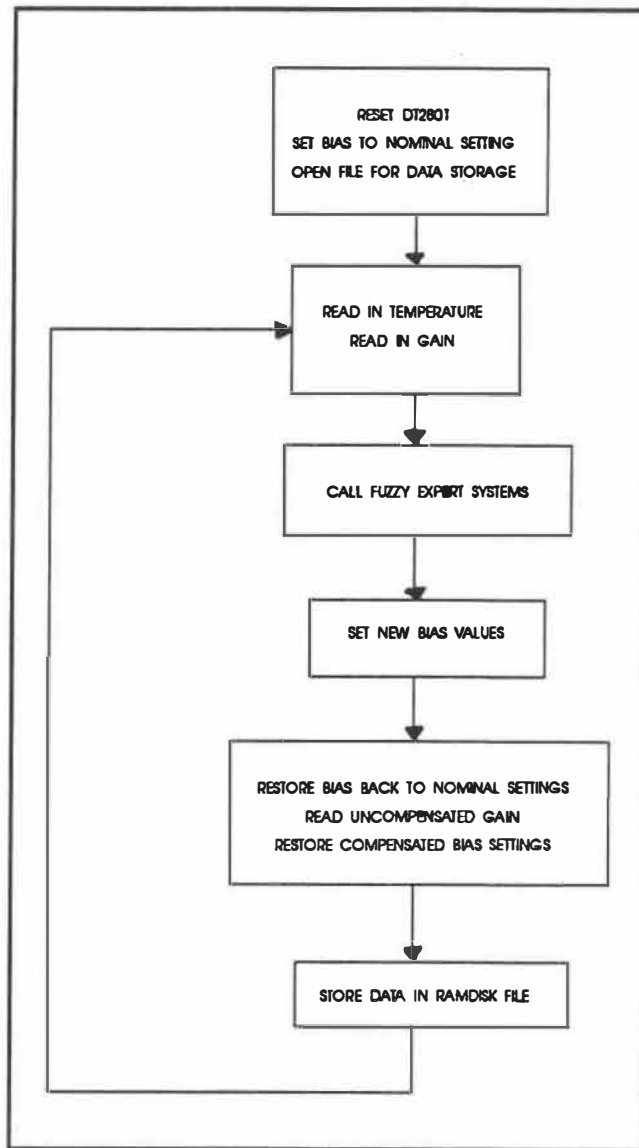 RESET DT2801
SET BIAS TO NOMINAL SETTING
OPEN FILE FOR DATA STORAGE
READ IN TEMPERATURE
READ IN GAIN
CALL FUZZY EXPERT SYSTEMS
SET NEW BIAS VALUES
RESTORE BIAS BACK TO NOMINAL SETTINGS
READ UNCOMPENSATED GAIN
RESTORE COMPENSATED BIAS SETTINGS
STORE DATA IN RAMDISK FILE